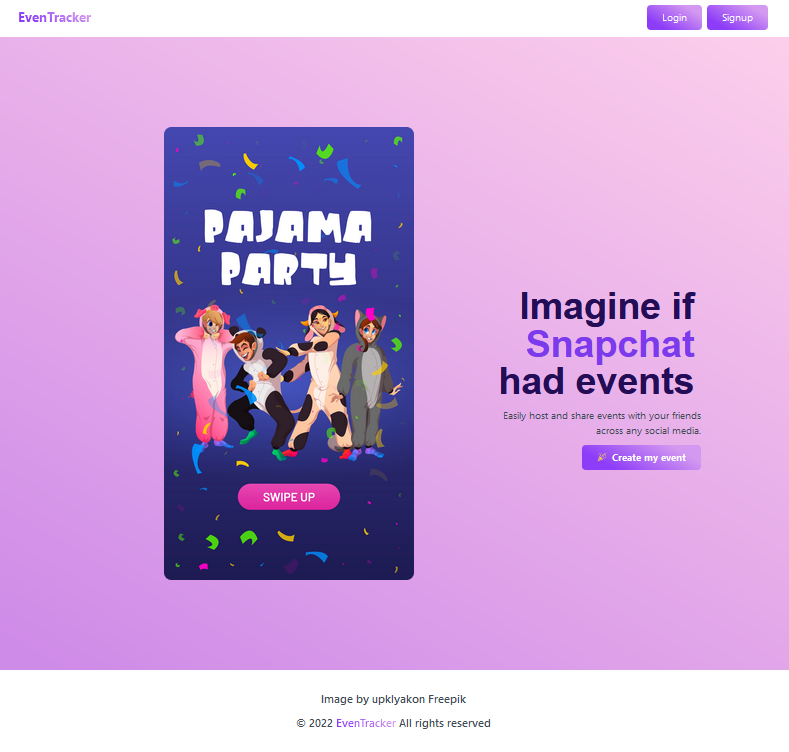 EvenTracker
Login
Signup
PAJAMA
PARTY
SWIPE UP
Imagine if
Snapchat
had events
Easily host and share events with your friends
across any social media.
🎉 Create my event
Image by upklyakon Freepik
© 2022 EvenTracker All rights reserved